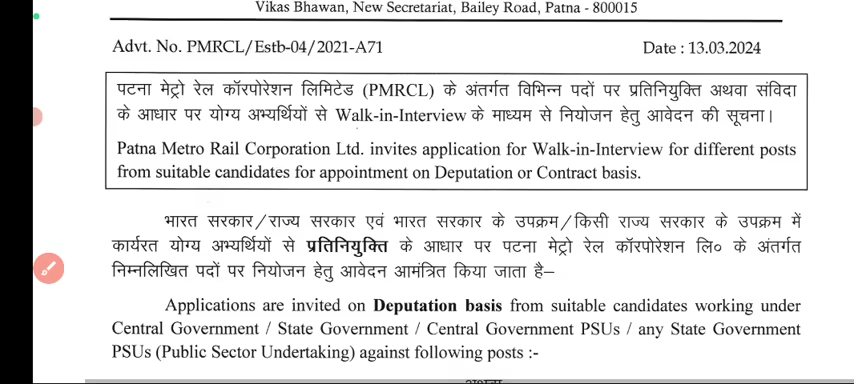 Vikas Bhawan, New Secretariat, Bailey Road, Patna - 800015
Advt. No. PMRCL/Estb-04/2021-A71 Date : 13.03.2024
पटना मेट्रो रेल कॉरपोरेशन लिमिटेड (PMRCL) के अंतर्गत विभिन्न पदों पर प्रतिनियुक्ति अथवा संविदा
के आधार पर योग्य अभ्यर्थियों से Walk-in-Interview के माध्यम से नियोजन हेतु आवेदन की सूचना।
Patna Metro Rail Corporation Ltd. invites application for Walk-in-Interview for different posts
from suitable candidates for appointment on Deputation or Contract basis.
भारत सरकार/राज्य सरकार एवं भारत सरकार के उपक्रम/किसी राज्य सरकार के उपक्रम में
कार्यरत योग्य अभ्यर्थियों से प्रतिनियुक्ति के आधार पर पटना मेट्रो रेल कॉरपोरेशन लि० के अंतर्गत
निम्नलिखित पदों पर नियोजन हेतु आवेदन आमंत्रित किया जाता है–
Applications are invited on Deputation basis from suitable candidates working under
Central Government / State Government / Central Government PSUs / any State Government
PSUs (Public Sector Undertaking) against following posts :-